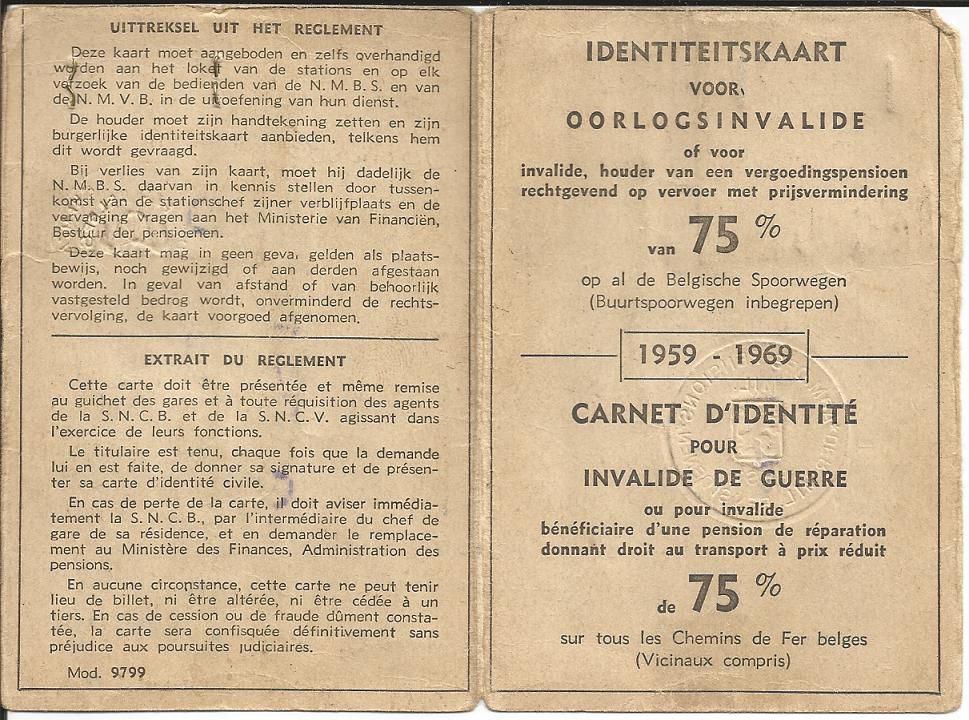 UITTREKSEL UIT HET REGLEMENT
Deze kaart moet aangeboden en zelfs overhandigd
worden aan het loket van de stations en op elk
verzoek van de bedienden van de N. M. B. S. en van
de N. M. V. B. in de uitoefening van hun dienst.
De houder moet zijn handtekening zetten en zijn
burgerlijke identiteitskaart aanbieden, telkens hem
dit wordt gevraagd.
Bij verlies van zijn kaart, moet hij dadelijk de
N. M. B. S. daarvan in kennis stellen door tussen-
komst van de stationschef zijner verblijfplaats en de
vervanging vragen aan het Ministerie van Financiën,
Bestuur der pensioenen.
Deze kaart mag in geen geval gelden als plaats-
bewijs, noch gewijzigd of aan derden afgestaan
worden. In geval van afstand of van behoorlijk
vastgesteld bedrog wordt, onverminderd de rechts-
vervolging, de kaart voorgoed afgenomen.
EXTRAIT DU REGLEMENT
Cette carte doit être présentée et même remise
au guichet des gares et à toute réquisition des agents
de la S. N. C. B. et de la S. N. C. V. agissant dans
l'exercice de leurs fonctions.
Le titulaire est tenu, chaque fois que la demande
lui en est faite, de donner sa signature et de présen-
ter sa carte d'identité civile.
En cas de perte de la carte, il doit aviser immédia-
tement la S. N. C. B., par l'intermédiaire du chef de
gare de sa résidence, et en demander le remplace-
ment au Ministère des Finances, Administration des
pensions.
En aucune circonstance, cette carte ne peut tenir
lieu de billet, ni être altérée, ni être cédée à un
tiers. En cas de cession ou de fraude dûment consta-
tée, la carte sera confisquée définitivement sans
préjudice aux poursuites judiciaires.
Mod. 9799
IDENTITEITSKAART
VOOR
OORLOGSINVALIDE
of voor
invalide, houder van een vergoedingspensioen
rechtgevend op vervoer met prijsvermindering
van 75 %
op al de Belgische Spoorwegen
(Buurtspoorwegen inbegrepen)
1959 - 1969
CARNET D'IDENTITÉ
POUR
INVALIDE DE GUERRE
ou pour invalide
bénéficiaire d'une pension de réparation
donnant droit au transport à prix réduit
de 75 %
sur tous les Chemins de Fer belges
(Vicinaux compris)